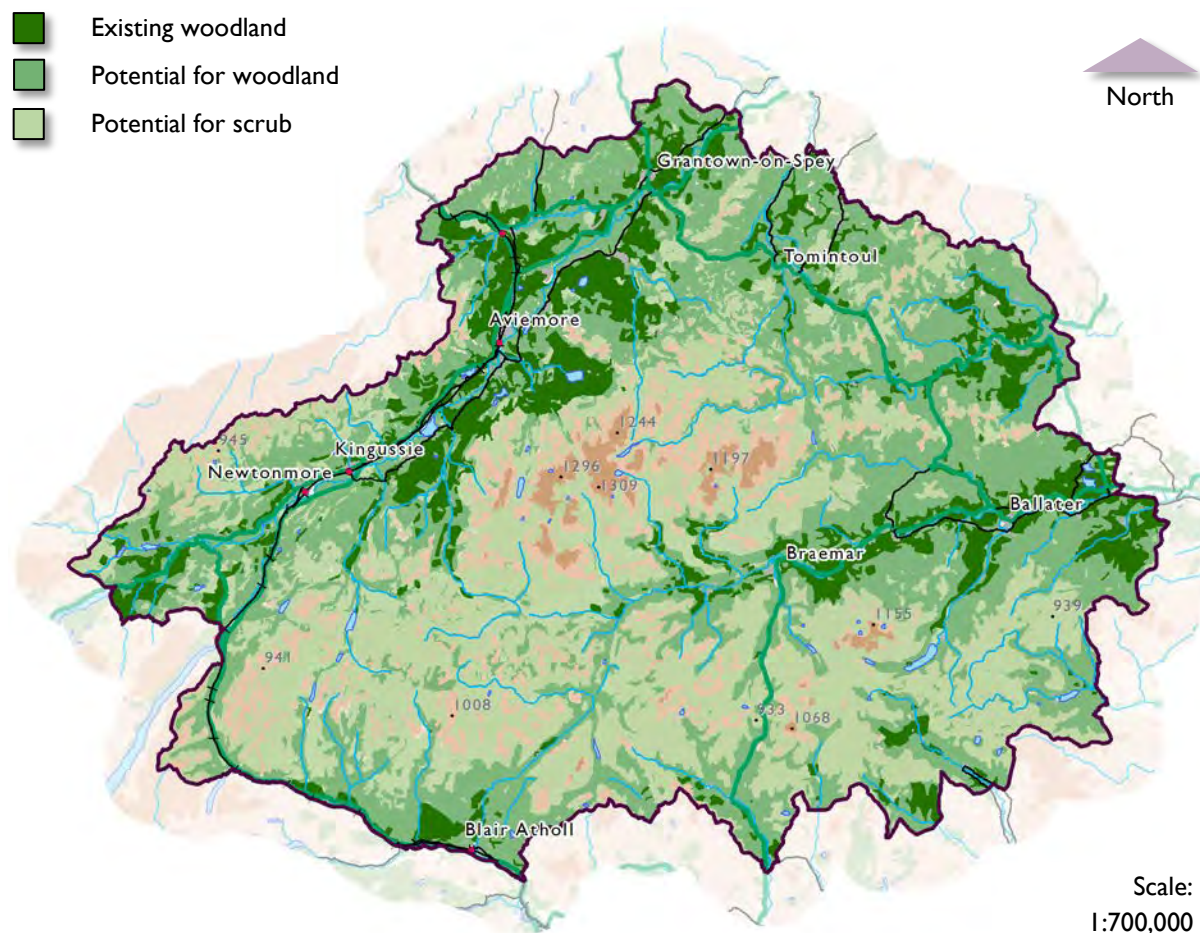 Existing woodland
Potential for woodland
Potential for scrub
North
Grantown-on-Spey
Tomintoul
Aviemore
1244
945
Kingussie
1197
Newtonmore
1296
1309
Ballater
Braemar
1155
939
941
1008
933
1068
Blair Atholl
Scale:
1:700,000